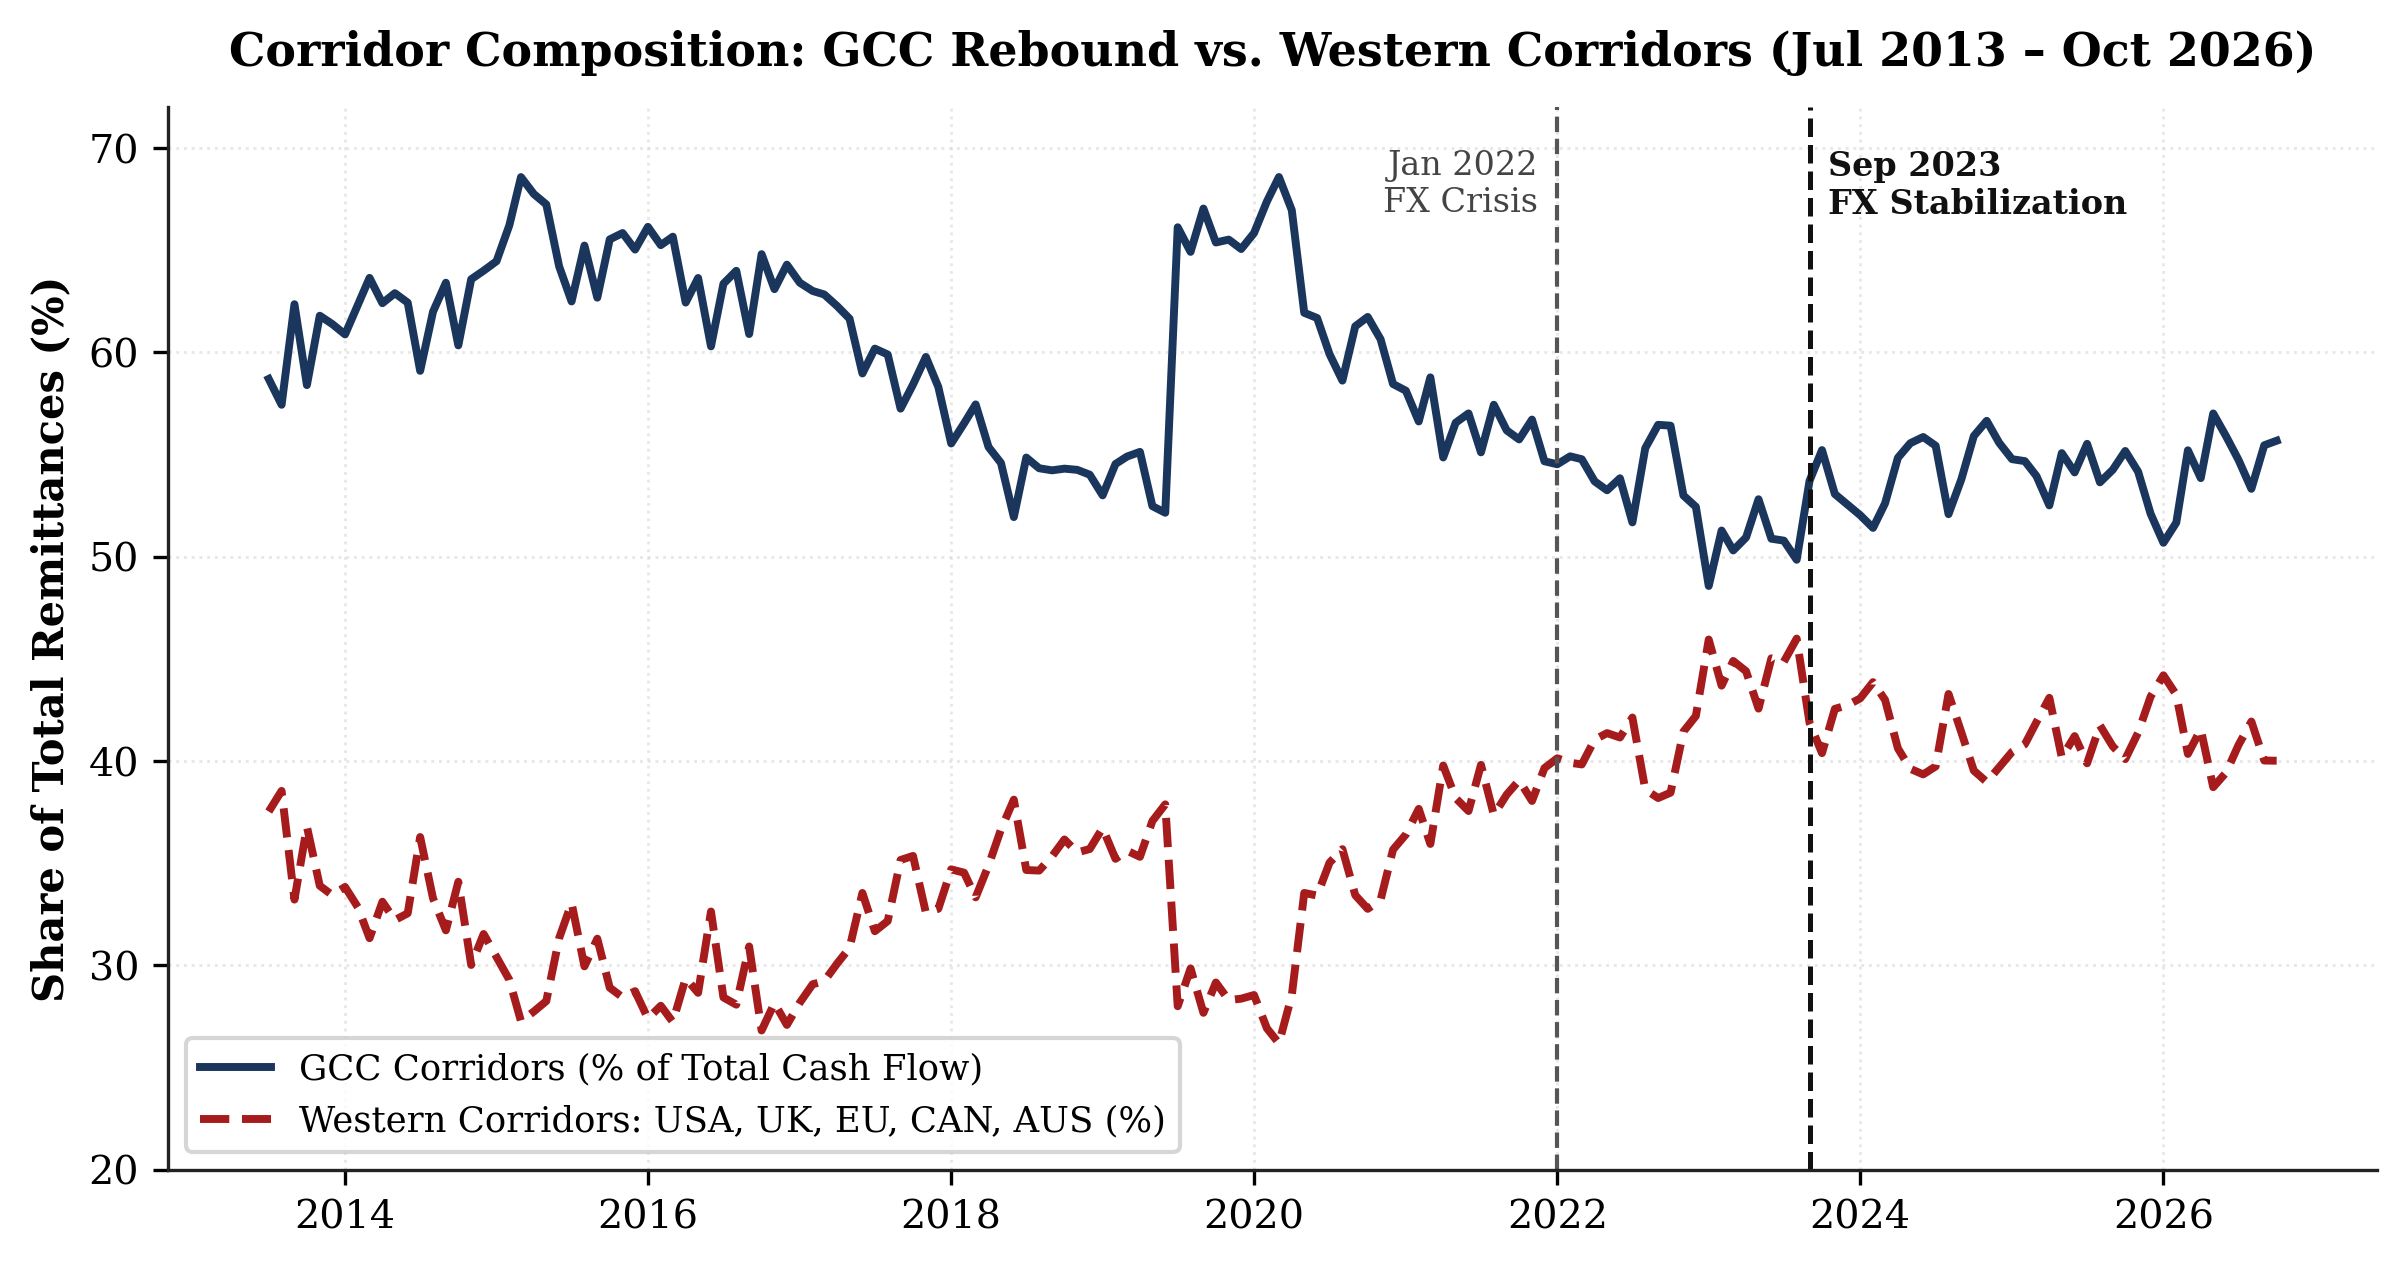 Corridor Composition: GCC Rebound vs. Western Corridors (Jul 2013 – Oct 2026)
Share of Total Remittances (%)
70
60
50
40
30
20
Jan 2022
FX Crisis
Sep 2023
FX Stabilization
GCC Corridors (% of Total Cash Flow)
Western Corridors: USA, UK, EU, CAN, AUS (%)
2014
2016
2018
2020
2022
2024
2026